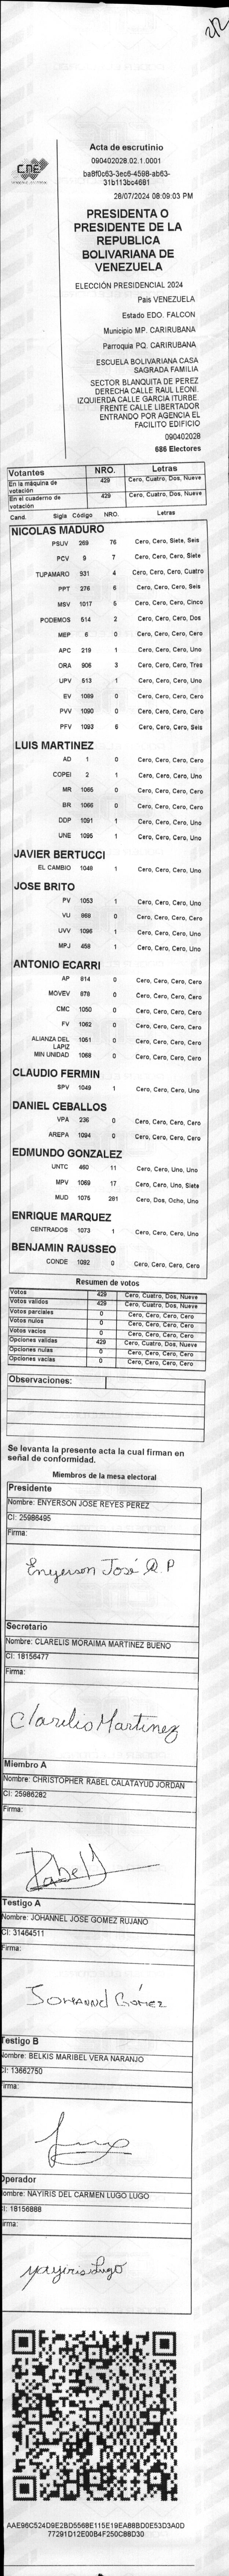 212
CNE
Acta de escrutinio
090402028.02.1.0001
ba8f0c63-3ec6-4598-ab63-
31b113bc4681
28/07/2024 08:09:03 PM
PRESIDENTA O
PRESIDENTE DE LA
REPUBLICA
BOLIVARIANA DE
VENEZUELA
ELECCIÓN PRESIDENCIAL 2024
Pais VENEZUELA
Estado EDO. FALCON
Municipio MP. CARIRUBANA
Parroquia PQ. CARIRUBANA
ESCUELA BOLIVARIANA CASA
SAGRADA FAMILIA
SECTOR BLANQUITA DE PEREZ
DERECHA CALLE RAUL LEONI.
IZQUIERDA CALLE GARCIA ITURBE.
FRENTE CALLE LIBERTADOR
ENTRANDO POR AGENCIA EL
FACILITO EDIFICIO
090402028
686 Electores
Votantes NRO. Letras
En la máquina de votación 429 Cero, Cuatro, Dos, Nueve
En el cuaderno de votación 429 Cero, Cuatro, Dos, Nueve
Cand. Sigla Código NRO. Letras
NICOLAS MADURO
PSUV 269 76 Cero, Cero, Siete, Seis
PCV 9 7 Cero, Cero, Cero, Siete
TUPAMARO 931 4 Cero, Cero, Cero, Cuatro
PPT 276 6 Cero, Cero, Cero, Seis
MSV 1017 5 Cero, Cero, Cero, Cinco
PODEMOS 514 2 Cero, Cero, Cero, Dos
MEP 6 0 Cero, Cero, Cero, Cero
APC 219 1 Cero, Cero, Cero, Uno
ORA 906 3 Cero, Cero, Cero, Tres
UPV 513 1 Cero, Cero, Cero, Uno
EV 1089 0 Cero, Cero, Cero, Cero
PVV 1090 0 Cero, Cero, Cero, Cero
PFV 1093 6 Cero, Cero, Cero, Seis
LUIS MARTINEZ
AD 1 0 Cero, Cero, Cero, Cero
COPEI 2 1 Cero, Cero, Cero, Uno
MR 1065 0 Cero, Cero, Cero, Cero
BR 1066 0 Cero, Cero, Cero, Cero
DDP 1091 1 Cero, Cero, Cero, Uno
UNE 1095 1 Cero, Cero, Cero, Uno
JAVIER BERTUCCI
EL CAMBIO 1048 1 Cero, Cero, Cero, Uno
JOSE BRITO
PV 1053 1 Cero, Cero, Cero, Uno
VU 868 0 Cero, Cero, Cero, Cero
UVV 1096 1 Cero, Cero, Cero, Uno
MPJ 458 1 Cero, Cero, Cero, Uno
ANTONIO ECARRI
AP 814 0 Cero, Cero, Cero, Cero
MOVEV 878 0 Cero, Cero, Cero, Cero
CMC 1050 0 Cero, Cero, Cero, Cero
FV 1062 0 Cero, Cero, Cero, Cero
ALIANZA DEL LAPIZ 1051 0 Cero, Cero, Cero, Cero
MIN UNIDAD 1068 0 Cero, Cero, Cero, Cero
CLAUDIO FERMIN
SPV 1049 1 Cero, Cero, Cero, Uno
DANIEL CEBALLOS
VPA 236 0 Cero, Cero, Cero, Cero
AREPA 1094 0 Cero, Cero, Cero, Cero
EDMUNDO GONZALEZ
UNTC 460 11 Cero, Cero, Uno, Uno
MPV 1069 17 Cero, Cero, Uno, Siete
MUD 1075 281 Cero, Dos, Ocho, Uno
ENRIQUE MARQUEZ
CENTRADOS 1073 1 Cero, Cero, Cero, Uno
BENJAMIN RAUSSEO
CONDE 1092 0 Cero, Cero, Cero, Cero
Resumen de votos
Votos 429 Cero, Cuatro, Dos, Nueve
Votos validos 429 Cero, Cuatro, Dos, Nueve
Votos parciales 0 Cero, Cero, Cero, Cero
Votos nulos 0 Cero, Cero, Cero, Cero
Votos vacios 0 Cero, Cero, Cero, Cero
Opciones validas 429 Cero, Cuatro, Dos, Nueve
Opciones nulas 0 Cero, Cero, Cero, Cero
Opciones vacias 0 Cero, Cero, Cero, Cero
Observaciones:
Se levanta la presente acta la cual firman en
señal de conformidad.
Miembros de la mesa electoral
Presidente
Nombre: ENYERSON JOSE REYES PEREZ
CI: 25986495
Firma:
Enyerson José R. P
Secretario
Nombre: CLARELIS MORAIMA MARTINEZ BUENO
CI: 18156477
Firma:
Clarelis Martinez
Miembro A
Nombre: CHRISTOPHER RABEL CALATAYUD JORDAN
CI: 25986282
Firma:
Rabel
Testigo A
Nombre: JOHANNEL JOSE GOMEZ RUJANO
CI: 31464511
Firma:
Johannel Gómez
Testigo B
Nombre: BELKIS MARIBEL VERA NARANJO
CI: 13662750
Firma:
Operador
Nombre: NAYIRIS DEL CARMEN LUGO LUGO
CI: 18156888
Firma:
Nayiris Lugo
AAE96C524D9E2BD5568E115E19EA88BD0E53D3A0D
77291D12E00B4F250C88D30